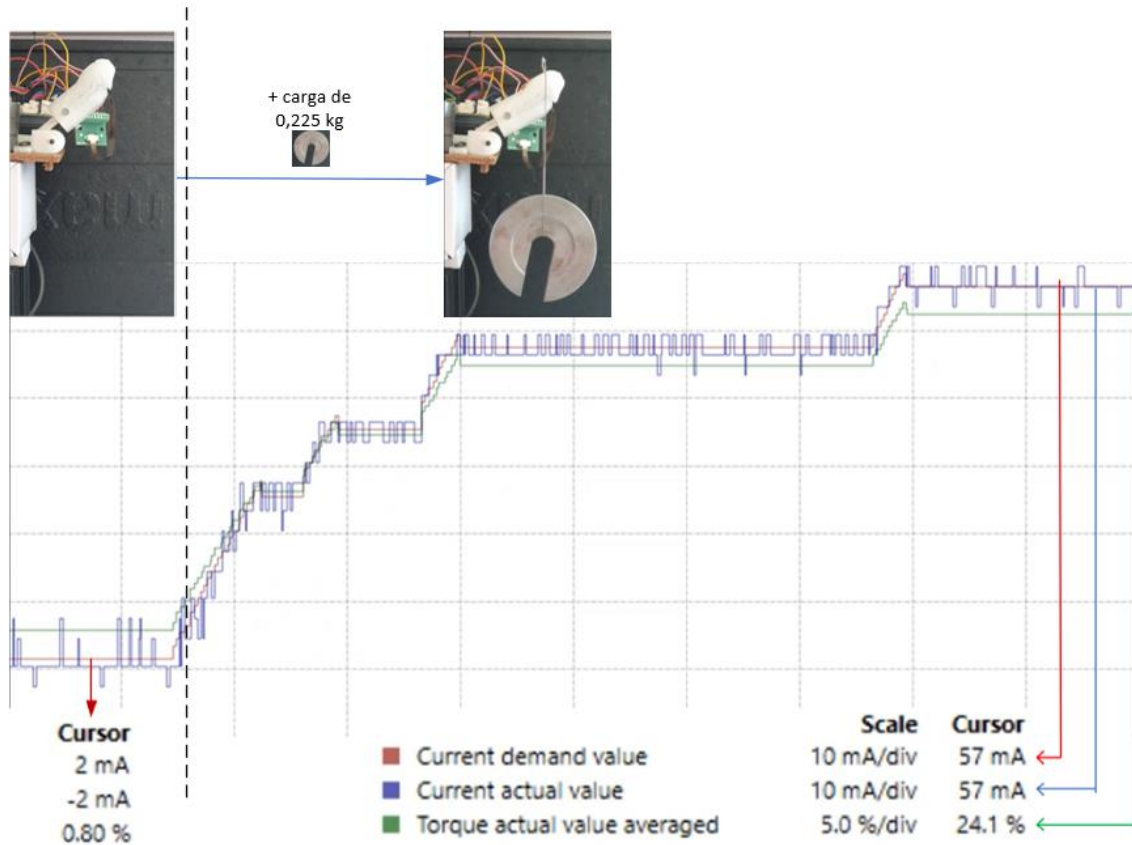 + carga de
0,225 kg
Cursor
2 mA
-2 mA
0.80 %
Scale Cursor
Current demand value 10 mA/div 57 mA
Current actual value 10 mA/div 57 mA
Torque actual value averaged 5.0 %/div 24.1 %